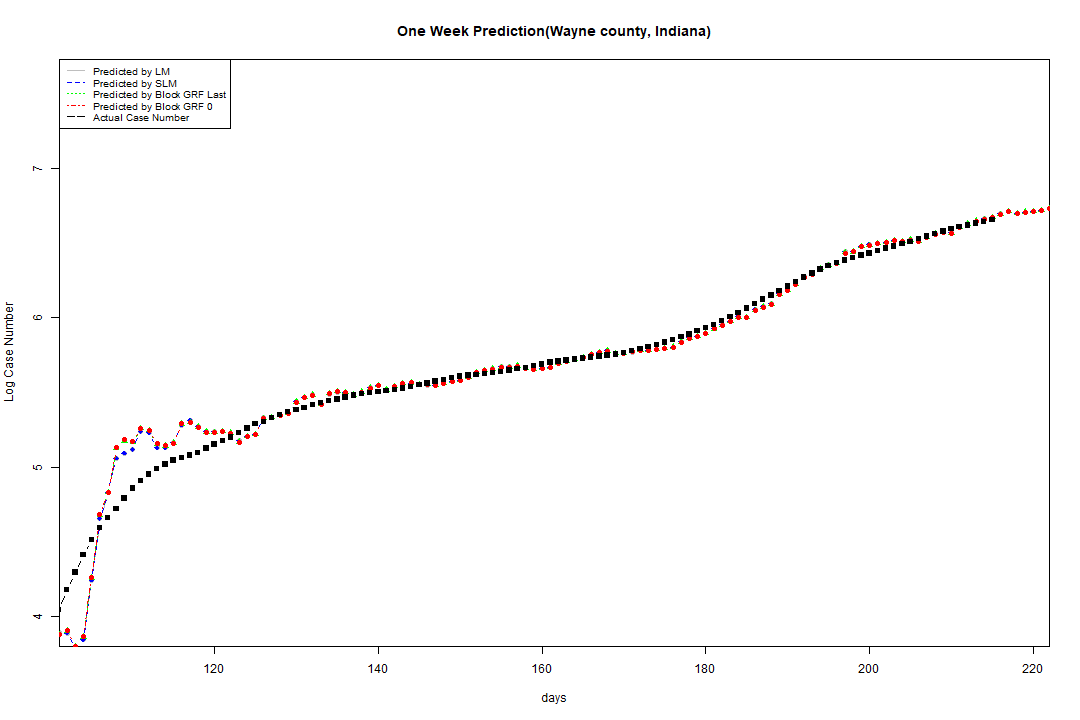 One Week Prediction(Wayne county, Indiana)
Predicted by LM
Predicted by SLM
Predicted by Block GRF Last
Predicted by Block GRF 0
Actual Case Number
7
6
5
4
Log Case Number
120 140 160 180 200 220
days